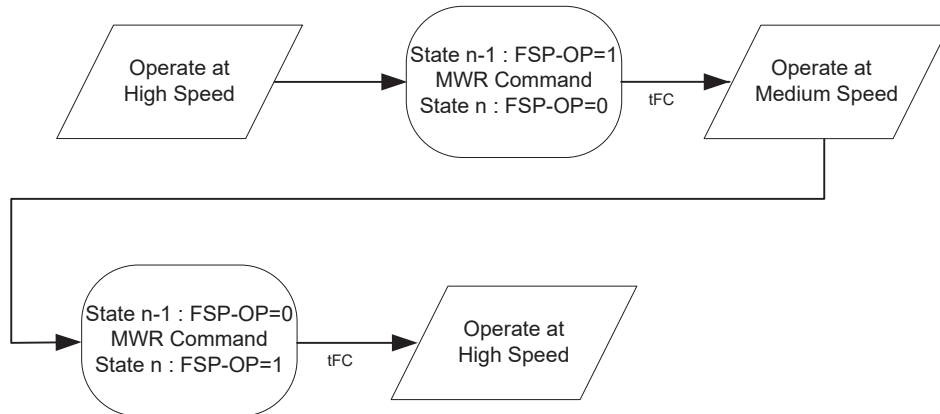 Operate at
High Speed
State n-1 : FSP-OP=1
MWR Command
State n : FSP-OP=0
tFC
Operate at
Medium Speed
State n-1 : FSP-OP=0
MWR Command
State n : FSP-OP=1
tFC
Operate at
High Speed